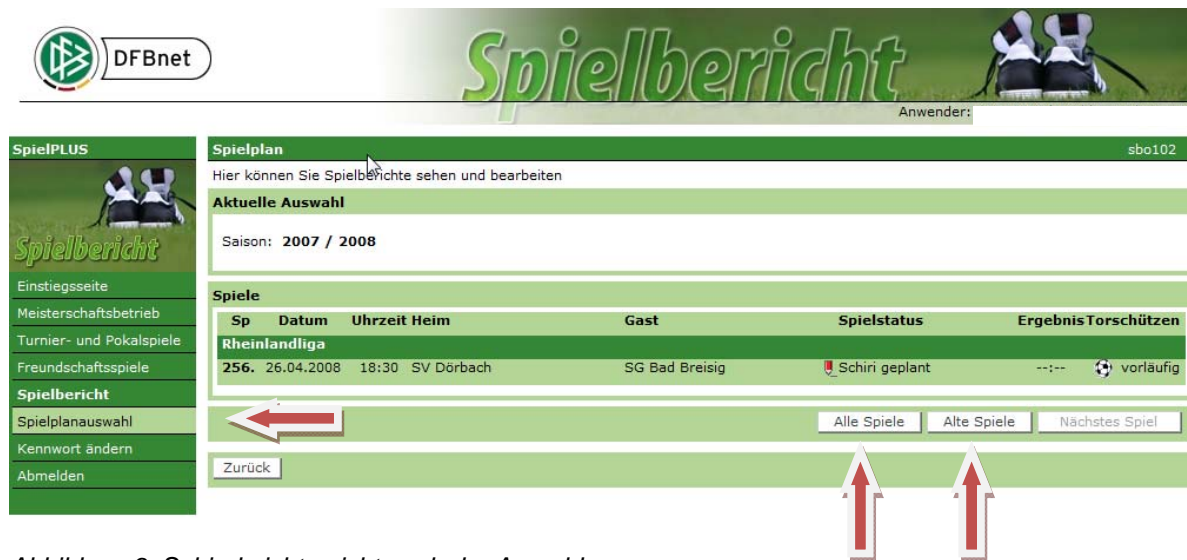 DFBnet
Spielbericht
Anwender:
SpielPLUS
Spielbericht
Einstiegsseite
Meisterschaftsbetrieb
Turnier- und Pokalspiele
Freundschaftsspiele
Spielbericht
Spielplanauswahl
Kennwort ändern
Abmelden
Spielplan sbo102
Hier können Sie Spielberichte sehen und bearbeiten
Aktuelle Auswahl
Saison: 2007 / 2008
Spiele
Sp Datum Uhrzeit Heim Gast Spielstatus Ergebnis Torschützen
Rheinlandliga
256. 26.04.2008 18:30 SV Dörbach SG Bad Breisig Schiri geplant --:-- vorläufig
Alle Spiele Alte Spiele Nächstes Spiel
Zurück